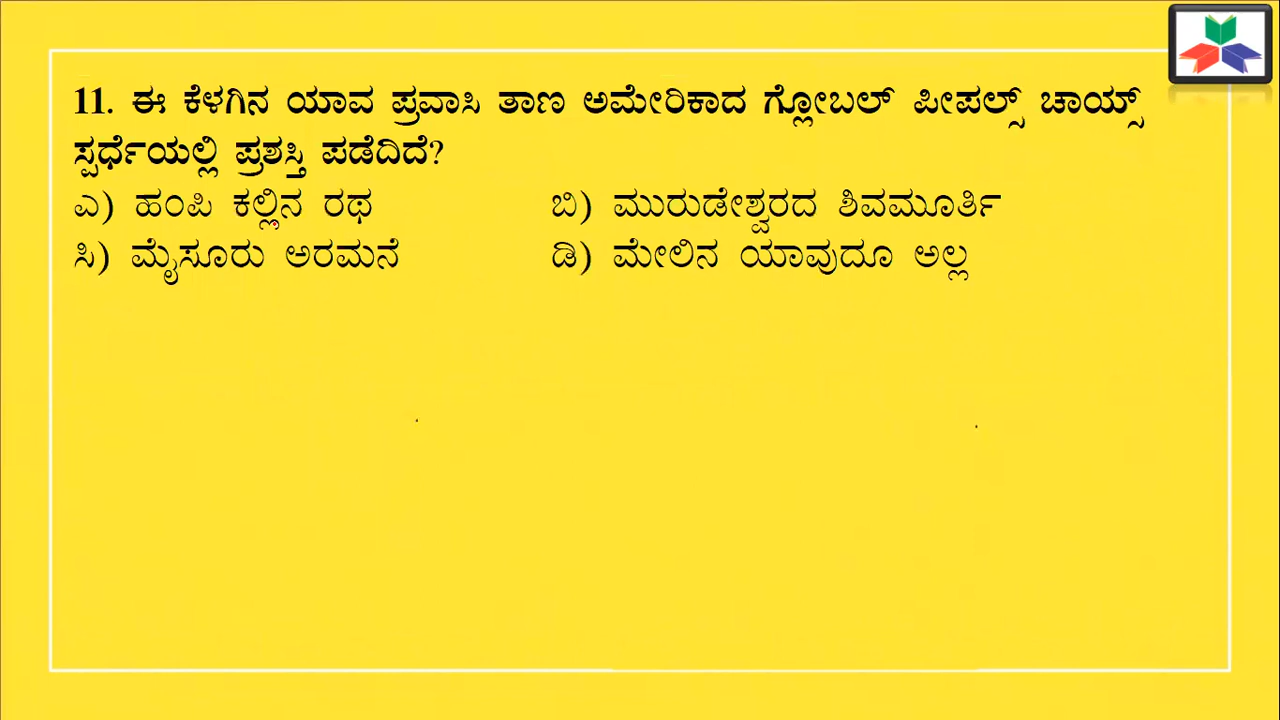 11. ಈ ಕೆಳಗಿನ ಯಾವ ಪ್ರವಾಸಿ ತಾಣ ಅಮೇರಿಕಾದ ಗ್ಲೋಬಲ್ ಪೀಪಲ್ಸ್ ಚಾಯ್ಸ್
ಸ್ಪರ್ಧೆಯಲ್ಲಿ ಪ್ರಶಸ್ತಿ ಪಡೆದಿದೆ?
ಎ) ಹಂಪಿ ಕಲ್ಲಿನ ರಥ ಬಿ) ಮುರುಡೇಶ್ವರದ ಶಿವಮೂರ್ತಿ
ಸಿ) ಮೈಸೂರು ಅರಮನೆ ಡಿ) ಮೇಲಿನ ಯಾವುದೂ ಅಲ್ಲ